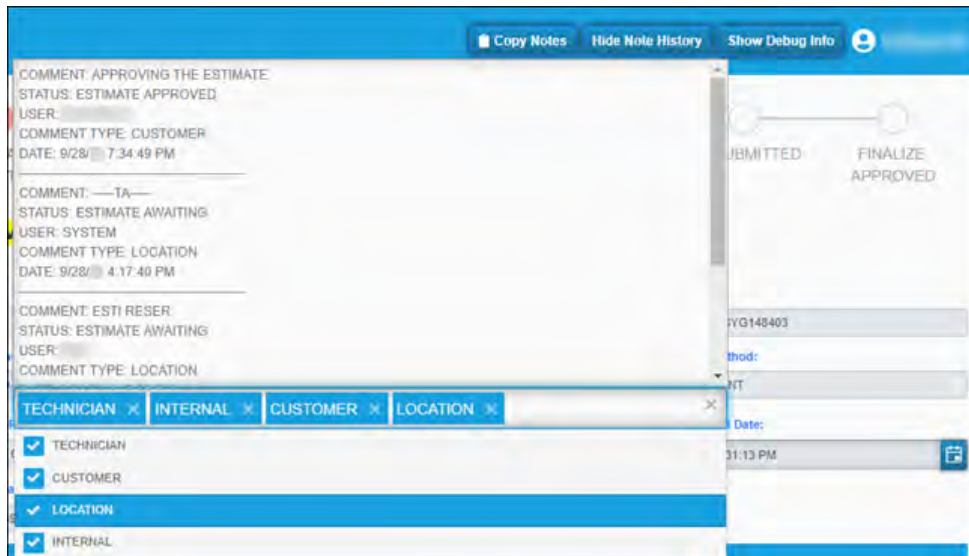 Copy Notes Hide Note History Show Debug Info
COMMENT: APPROVING THE ESTIMATE
STATUS: ESTIMATE APPROVED
USER:
COMMENT TYPE: CUSTOMER
DATE: 9/28/ 7:34:49 PM
COMMENT: -----TA-----
STATUS: ESTIMATE AWAITING
USER: SYSTEM
COMMENT TYPE: LOCATION
DATE: 9/28/ 4:17:40 PM
COMMENT: ESTI RESER
STATUS: ESTIMATE AWAITING
USER:
COMMENT TYPE: LOCATION
UBMITTED FINALIZE
APPROVED
YG148403
thod:
NT
Date:
31:13 PM
TECHNICIAN × INTERNAL × CUSTOMER × LOCATION ×
TECHNICIAN
CUSTOMER
LOCATION
INTERNAL